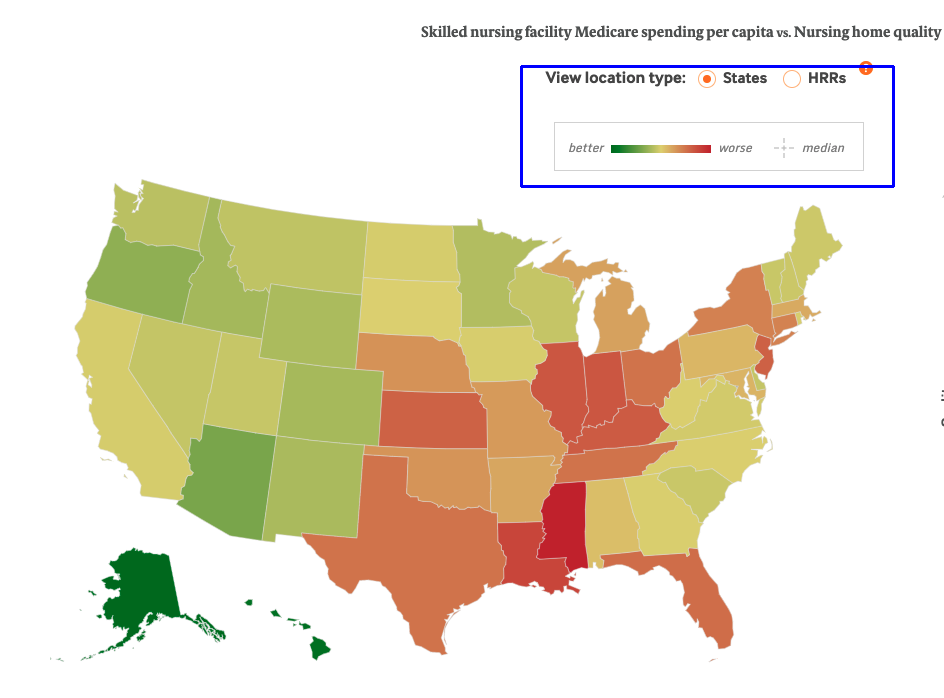 Skilled nursing facility Medicare spending per capita vs. Nursing home quality
View location type: States HRRs ?
better worse median